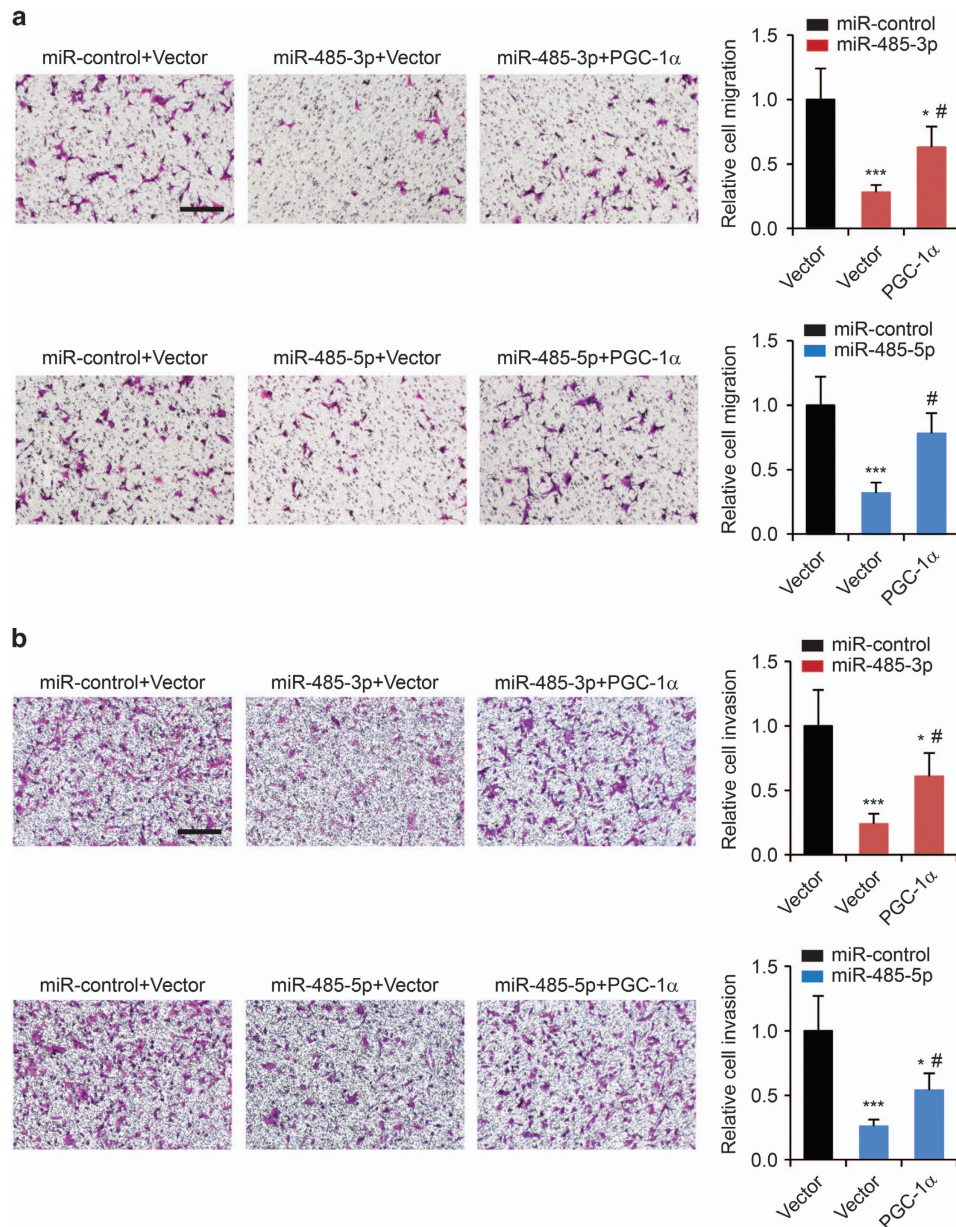 a
miR-control+Vector miR-485-3p+Vector miR-485-3p+PGC-1α
miR-control
miR-485-3p
Relative cell migration
1.5
1.0
0.5
0.0
*** * #
Vector Vector PGC-1α
miR-control+Vector miR-485-5p+Vector miR-485-5p+PGC-1α
miR-control
miR-485-5p
Relative cell migration
1.5
1.0
0.5
0.0
*** #
Vector Vector PGC-1α
b
miR-control+Vector miR-485-3p+Vector miR-485-3p+PGC-1α
miR-control
miR-485-3p
Relative cell invasion
1.5
1.0
0.5
0.0
*** * #
Vector Vector PGC-1α
miR-control+Vector miR-485-5p+Vector miR-485-5p+PGC-1α
miR-control
miR-485-5p
Relative cell invasion
1.5
1.0
0.5
0.0
*** * #
Vector Vector PGC-1α